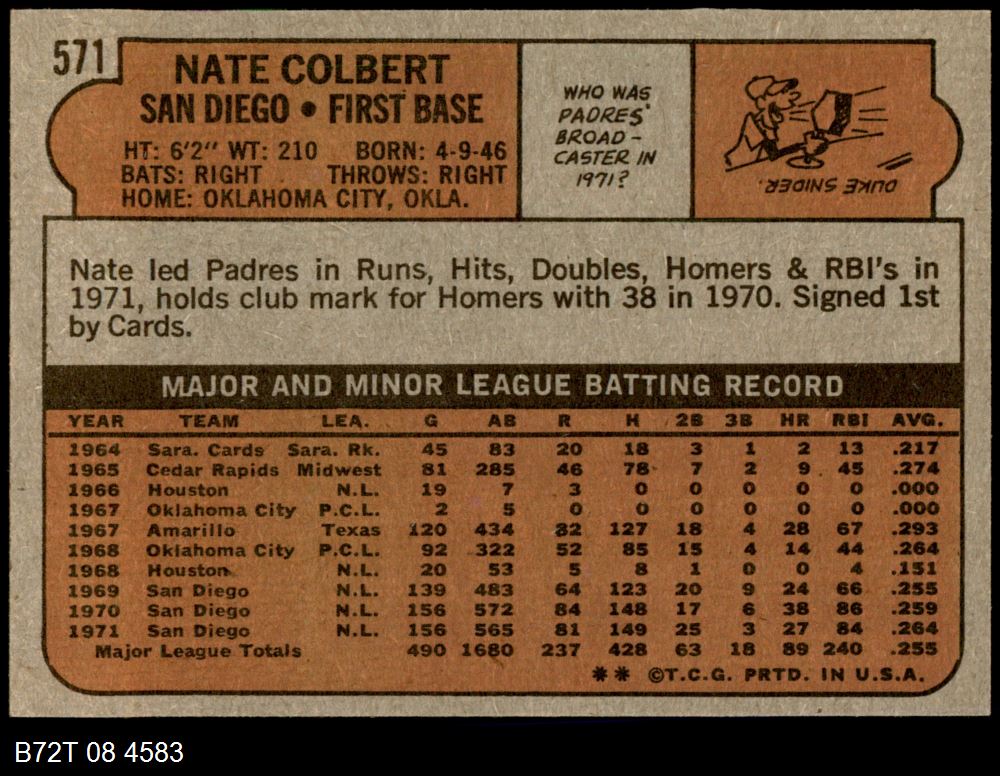 571
NATE COLBERT
SAN DIEGO • FIRST BASE
HT: 6'2" WT: 210 BORN: 4-9-46
BATS: RIGHT THROWS: RIGHT
HOME: OKLAHOMA CITY, OKLA.
WHO WAS
PADRES'
BROAD-
CASTER IN
1971?
DUKE SNIDER.
Nate led Padres in Runs, Hits, Doubles, Homers & RBI's in
1971, holds club mark for Homers with 38 in 1970. Signed 1st
by Cards.
MAJOR AND MINOR LEAGUE BATTING RECORD
YEAR TEAM LEA. G AB R H 2B 3B HR RBI AVG.
1964 Sara. Cards Sara. Rk. 45 83 20 18 3 1 2 13 .217
1965 Cedar Rapids Midwest 81 285 46 78 7 2 9 45 .274
1966 Houston N.L. 19 7 3 0 0 0 0 0 .000
1967 Oklahoma City P.C.L. 2 5 0 0 0 0 0 0 .000
1967 Amarillo Texas 120 434 82 127 18 4 28 67 .293
1968 Oklahoma City P.C.L. 92 322 52 85 15 4 14 44 .264
1968 Houston N.L. 20 53 5 8 1 0 0 4 .151
1969 San Diego N.L. 139 483 64 123 20 9 24 66 .255
1970 San Diego N.L. 156 572 84 148 17 6 38 86 .259
1971 San Diego N.L. 156 565 81 149 25 3 27 84 .264
Major League Totals 490 1680 237 428 63 18 89 240 .255
** ©T.C.G. PRTD. IN U.S.A.
B72T 08 4583